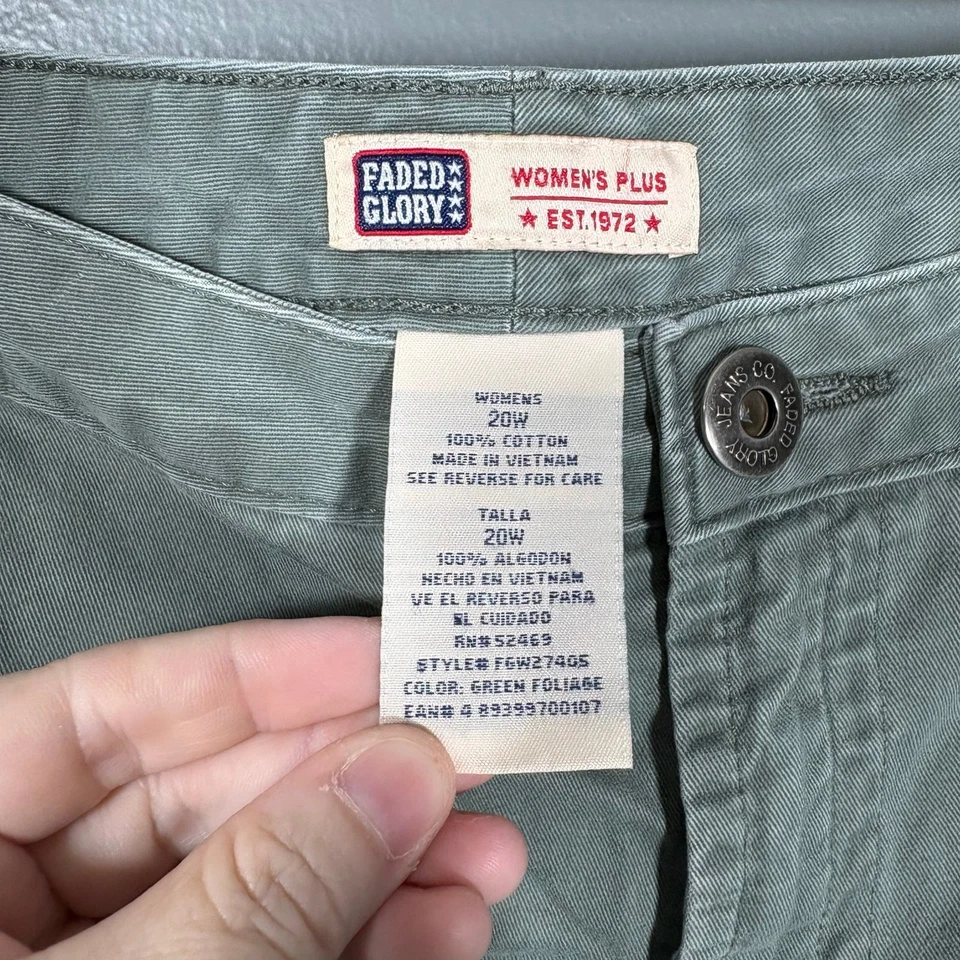 FADED
GLORY
WOMEN'S PLUS
★ EST.1972 ★
WOMENS
20W
100% COTTON
MADE IN VIETNAM
SEE REVERSE FOR CARE
TALLA
20W
100% ALGODON
HECHO EN VIETNAM
VE EL REVERSO PARA
EL CUIDADO
RN# 52469
STYLE# FGW27405
COLOR: GREEN FOLIAGE
EAN# 4 89399700107
JEANS CO. FADED GLORY